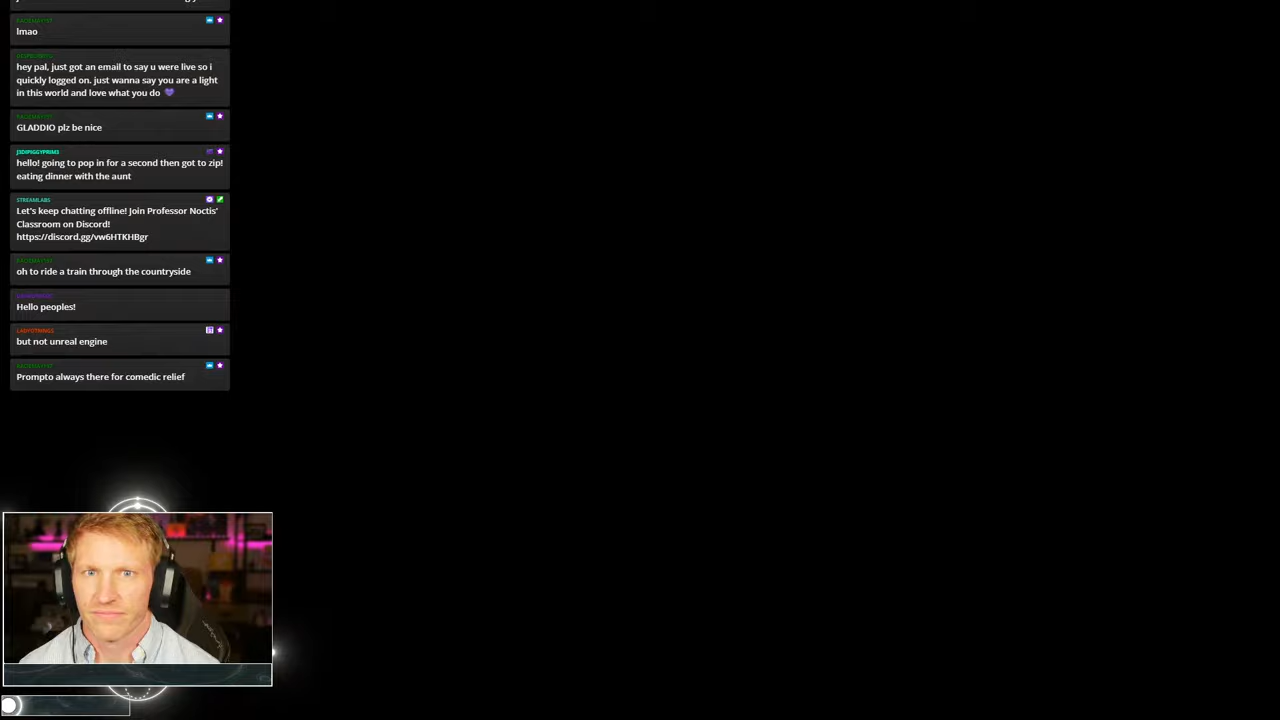 lmao
hey pal, just got an email to say u were live so i
quickly logged on. just wanna say you are a light
in this world and love what you do 💜
GLADDIO plz be nice
J3DIPIGGYPRIM3
hello! going to pop in for a second then got to zip!
eating dinner with the aunt
STREAMLABS
Let's keep chatting offline! Join Professor Noctis'
Classroom on Discord!
https://discord.gg/vw6HTKHBgr
oh to ride a train through the countryside
Hello peoples!
but not unreal engine
Prompto always there for comedic relief